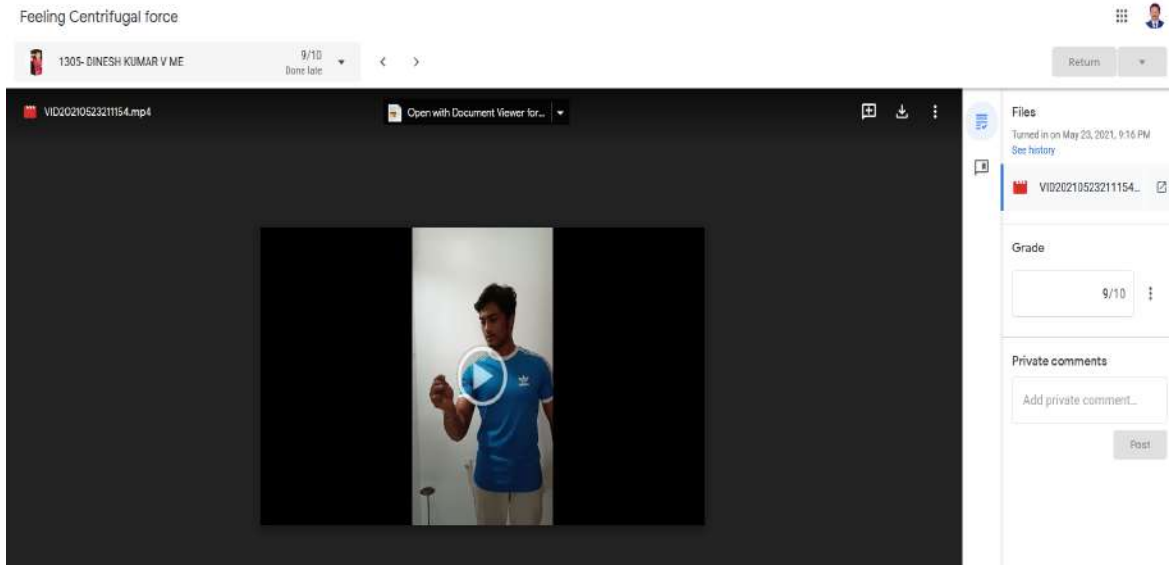 Feeling Centrifugal force
1305- DINESH KUMAR V ME
9/10
Done late
Return
VID20210523211154.mp4
Open with Document Viewer for...
Files
Turned in on May 23, 2021, 9:16 PM
See history
VID20210523211154...
Grade
9/10
Private comments
Add private comment...
Post